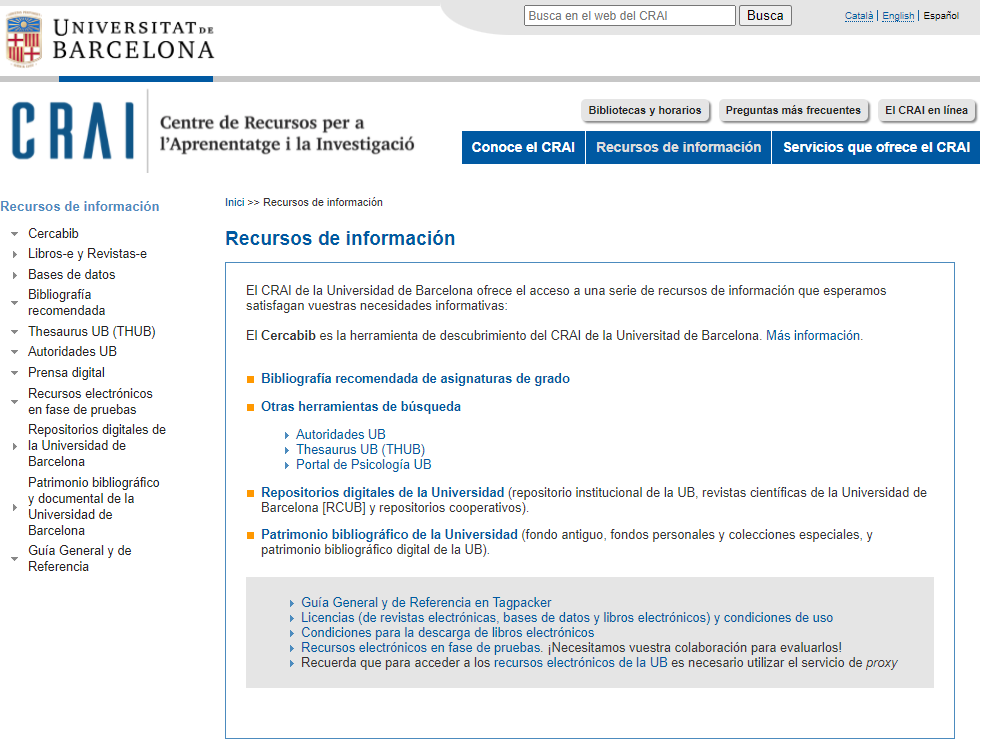 UNIVERSITAT DE
BARCELONA
Busca en el web del CRAI
Busca
Català | English | Español
CRAI
Centre de Recursos per a
l'Aprenentatge i la Investigació
Bibliotecas y horarios
Preguntas más frecuentes
El CRAI en línea
Conoce el CRAI
Recursos de información
Servicios que ofrece el CRAI
Recursos de información
Cercabib
Libros-e y Revistas-e
Bases de datos
Bibliografía
recomendada
Thesaurus UB (THUB)
Autoridades UB
Prensa digital
Recursos electrónicos
en fase de pruebas
Repositorios digitales de
la Universidad de
Barcelona
Patrimonio bibliográfico
y documental de la
Universidad de
Barcelona
Guía General y de
Referencia
Inici >> Recursos de información
Recursos de información
El CRAI de la Universidad de Barcelona ofrece el acceso a una serie de recursos de información que esperamos
satisfagan vuestras necesidades informativas:
El Cercabib es la herramienta de descubrimiento del CRAI de la Universitad de Barcelona. Más información.
Bibliografía recomendada de asignaturas de grado
Otras herramientas de búsqueda
Autoridades UB
Thesaurus UB (THUB)
Portal de Psicología UB
Repositorios digitales de la Universidad (repositorio institucional de la UB, revistas científicas de la Universidad de
Barcelona [RCUB] y repositorios cooperativos).
Patrimonio bibliográfico de la Universidad (fondo antiguo, fondos personales y colecciones especiales, y
patrimonio bibliográfico digital de la UB).
Guía General y de Referencia en Tagpacker
Licencias (de revistas electrónicas, bases de datos y libros electrónicos) y condiciones de uso
Condiciones para la descarga de libros electrónicos
Recursos electrónicos en fase de pruebas. ¡Necesitamos vuestra colaboración para evaluarlos!
Recuerda que para acceder a los recursos electrónicos de la UB es necesario utilizar el servicio de proxy